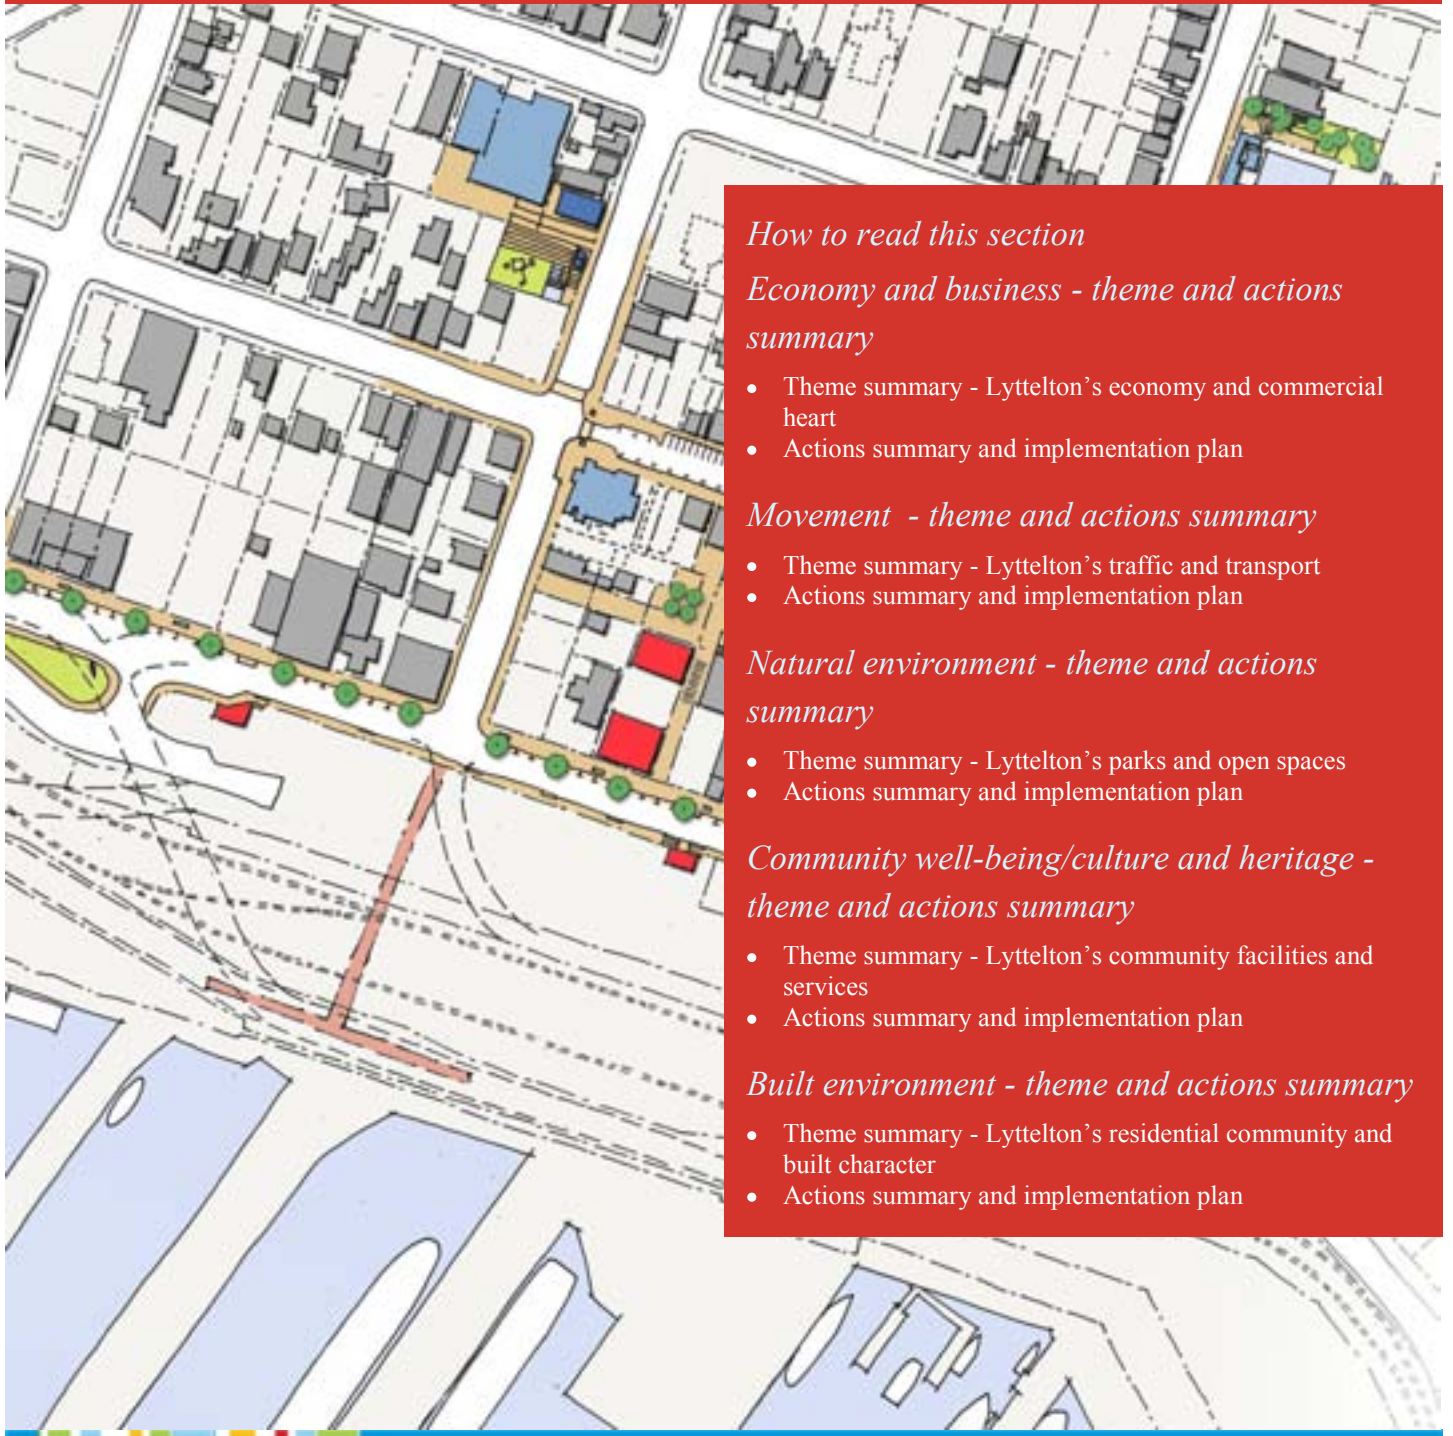 How to read this section
Economy and business - theme and actions
summary
• Theme summary - Lyttelton’s economy and commercial
heart
• Actions summary and implementation plan
Movement - theme and actions summary
• Theme summary - Lyttelton’s traffic and transport
• Actions summary and implementation plan
Natural environment - theme and actions
summary
• Theme summary - Lyttelton’s parks and open spaces
• Actions summary and implementation plan
Community well-being/culture and heritage -
theme and actions summary
• Theme summary - Lyttelton’s community facilities and
services
• Actions summary and implementation plan
Built environment - theme and actions summary
• Theme summary - Lyttelton’s residential community and
built character
• Actions summary and implementation plan